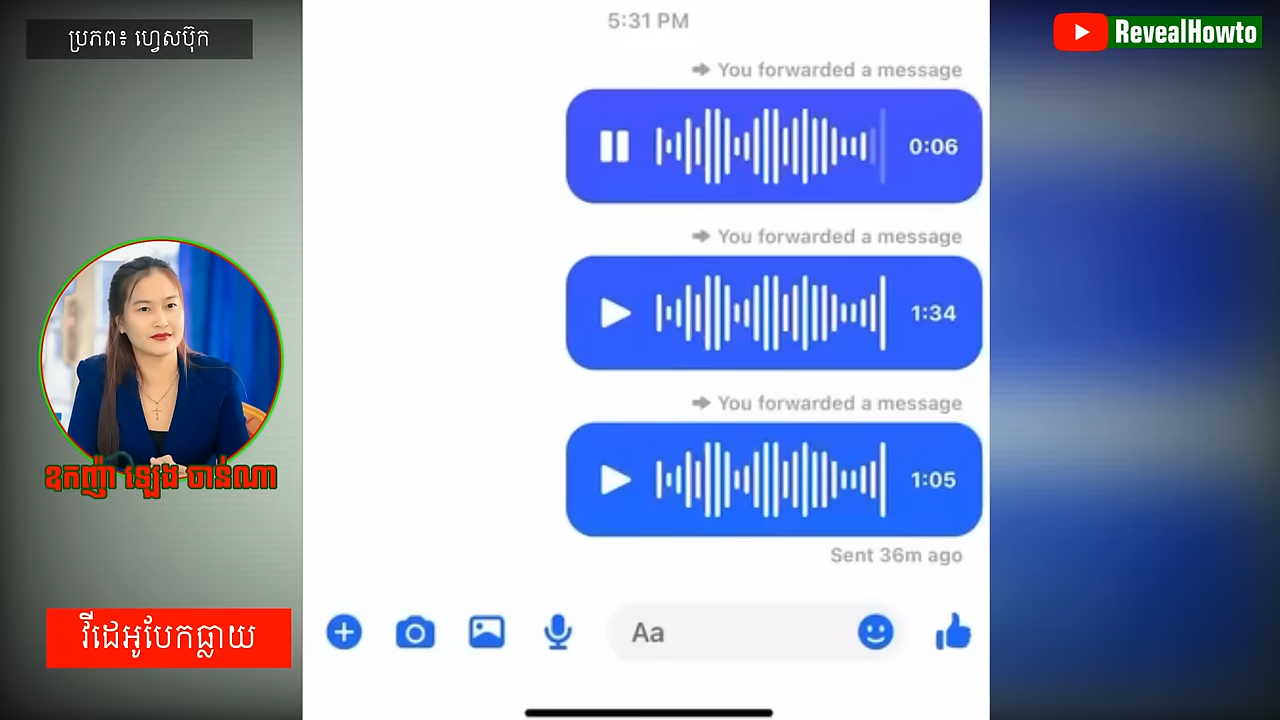 ប្រភព៖ ហ្វេសប៊ុក
RevealHowto
5:31 PM
You forwarded a message
0:06
You forwarded a message
1:34
You forwarded a message
1:05
Sent 36m ago
ឧកញ៉ា ឡេង ចាន់ណា
វីដេអូបែកធ្លាយ
Aa